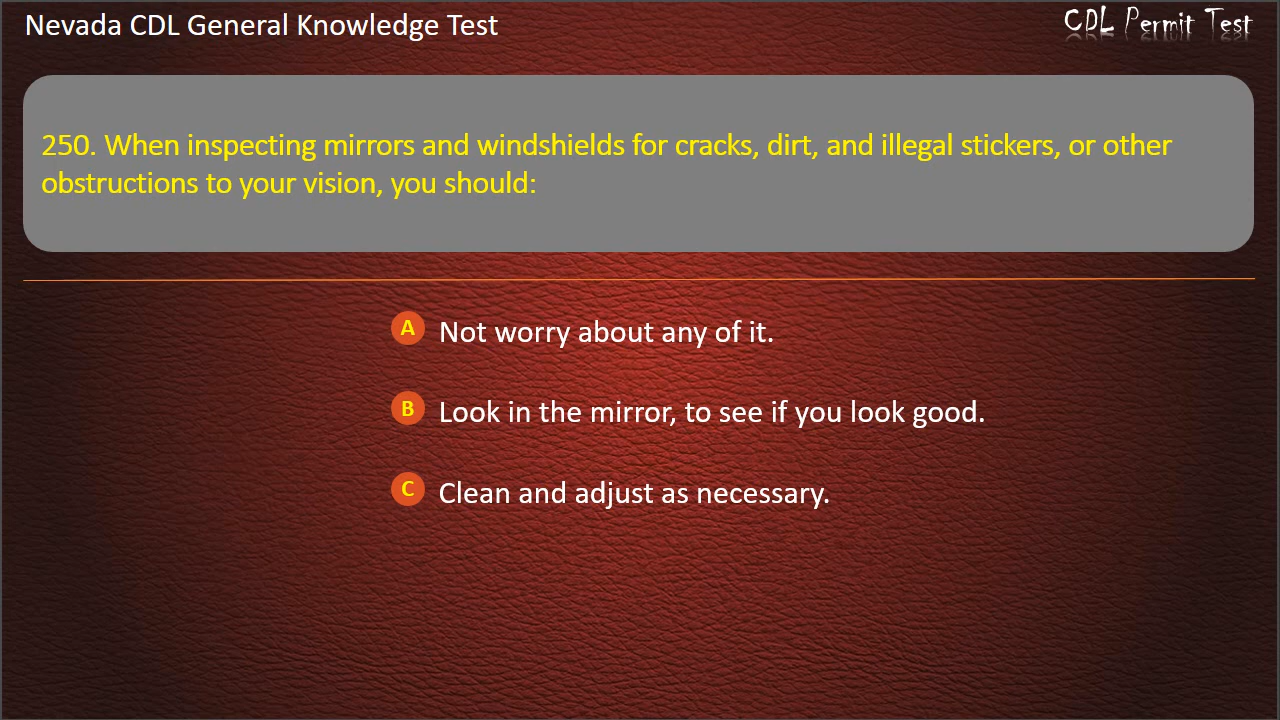 Nevada CDL General Knowledge Test
CDL Permit Test
250. When inspecting mirrors and windshields for cracks, dirt, and illegal stickers, or other
obstructions to your vision, you should:
A Not worry about any of it.
B Look in the mirror, to see if you look good.
C Clean and adjust as necessary.